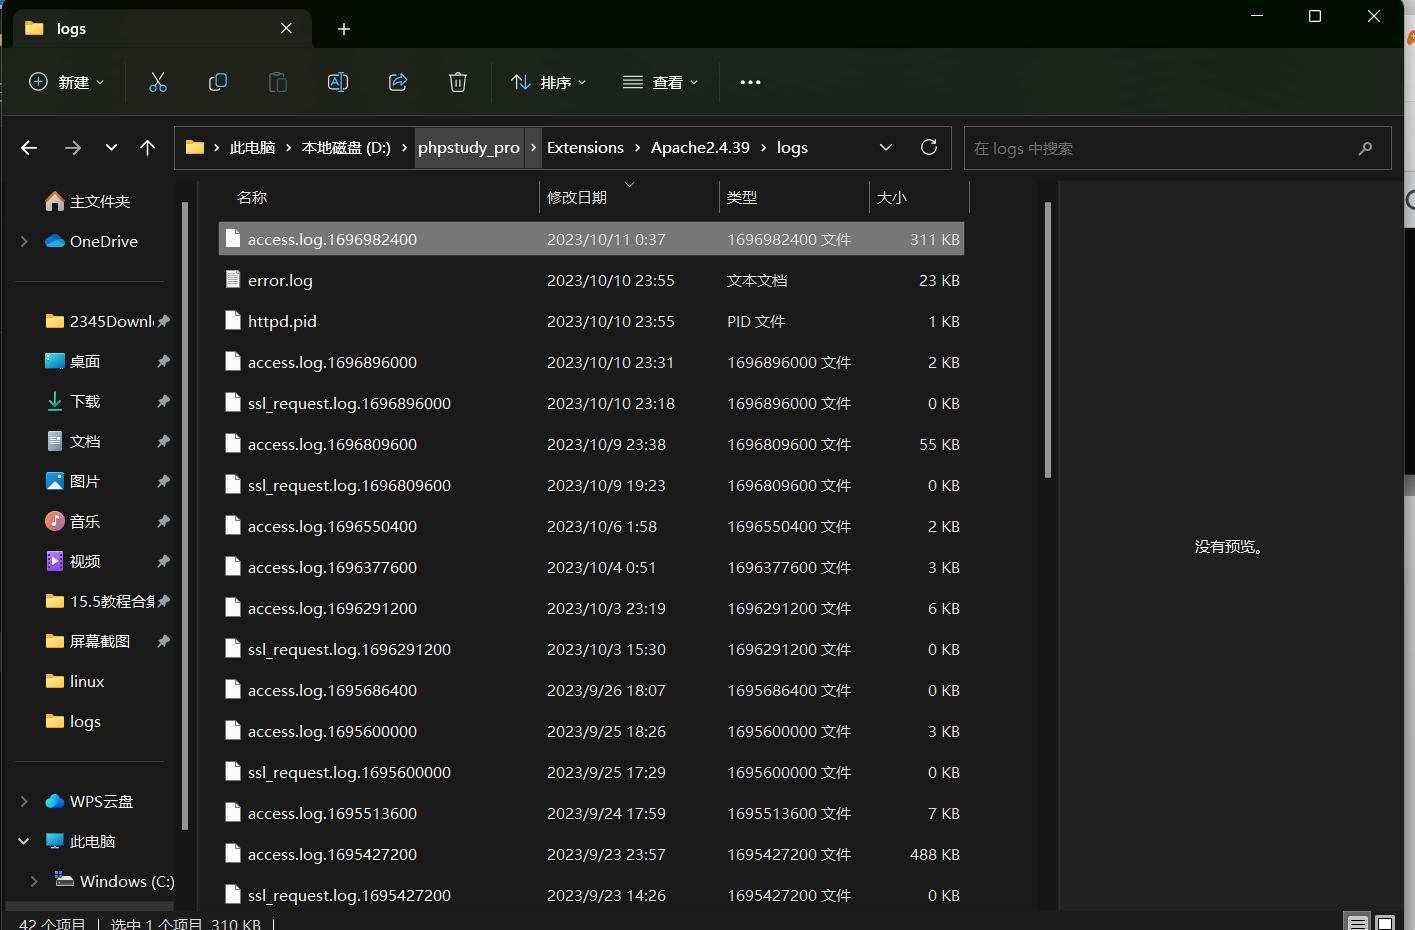 logs
新建
排序
查看
此电脑
本地磁盘 (D:)
phpstudy_pro
Extensions
Apache2.4.39
logs
在 logs 中搜索
主文件夹
OneDrive
2345Downl
桌面
下载
文档
图片
音乐
视频
15.5教程合集
屏幕截图
linux
logs
WPS云盘
此电脑
Windows (C:)
名称 修改日期 类型 大小
access.log.1696982400 2023/10/11 0:37 1696982400 文件 311 KB
error.log 2023/10/10 23:55 文本文档 23 KB
httpd.pid 2023/10/10 23:55 PID 文件 1 KB
access.log.1696896000 2023/10/10 23:31 1696896000 文件 2 KB
ssl_request.log.1696896000 2023/10/10 23:18 1696896000 文件 0 KB
access.log.1696809600 2023/10/9 23:38 1696809600 文件 55 KB
ssl_request.log.1696809600 2023/10/9 19:23 1696809600 文件 0 KB
access.log.1696550400 2023/10/6 1:58 1696550400 文件 2 KB
access.log.1696377600 2023/10/4 0:51 1696377600 文件 3 KB
access.log.1696291200 2023/10/3 23:19 1696291200 文件 6 KB
ssl_request.log.1696291200 2023/10/3 15:30 1696291200 文件 0 KB
access.log.1695686400 2023/9/26 18:07 1695686400 文件 0 KB
access.log.1695600000 2023/9/25 18:26 1695600000 文件 3 KB
ssl_request.log.1695600000 2023/9/25 17:29 1695600000 文件 0 KB
access.log.1695513600 2023/9/24 17:59 1695513600 文件 7 KB
access.log.1695427200 2023/9/23 23:57 1695427200 文件 488 KB
ssl_request.log.1695427200 2023/9/23 14:26 1695427200 文件 0 KB
没有预览。
42 个项目 选中 1 个项目 310 KB